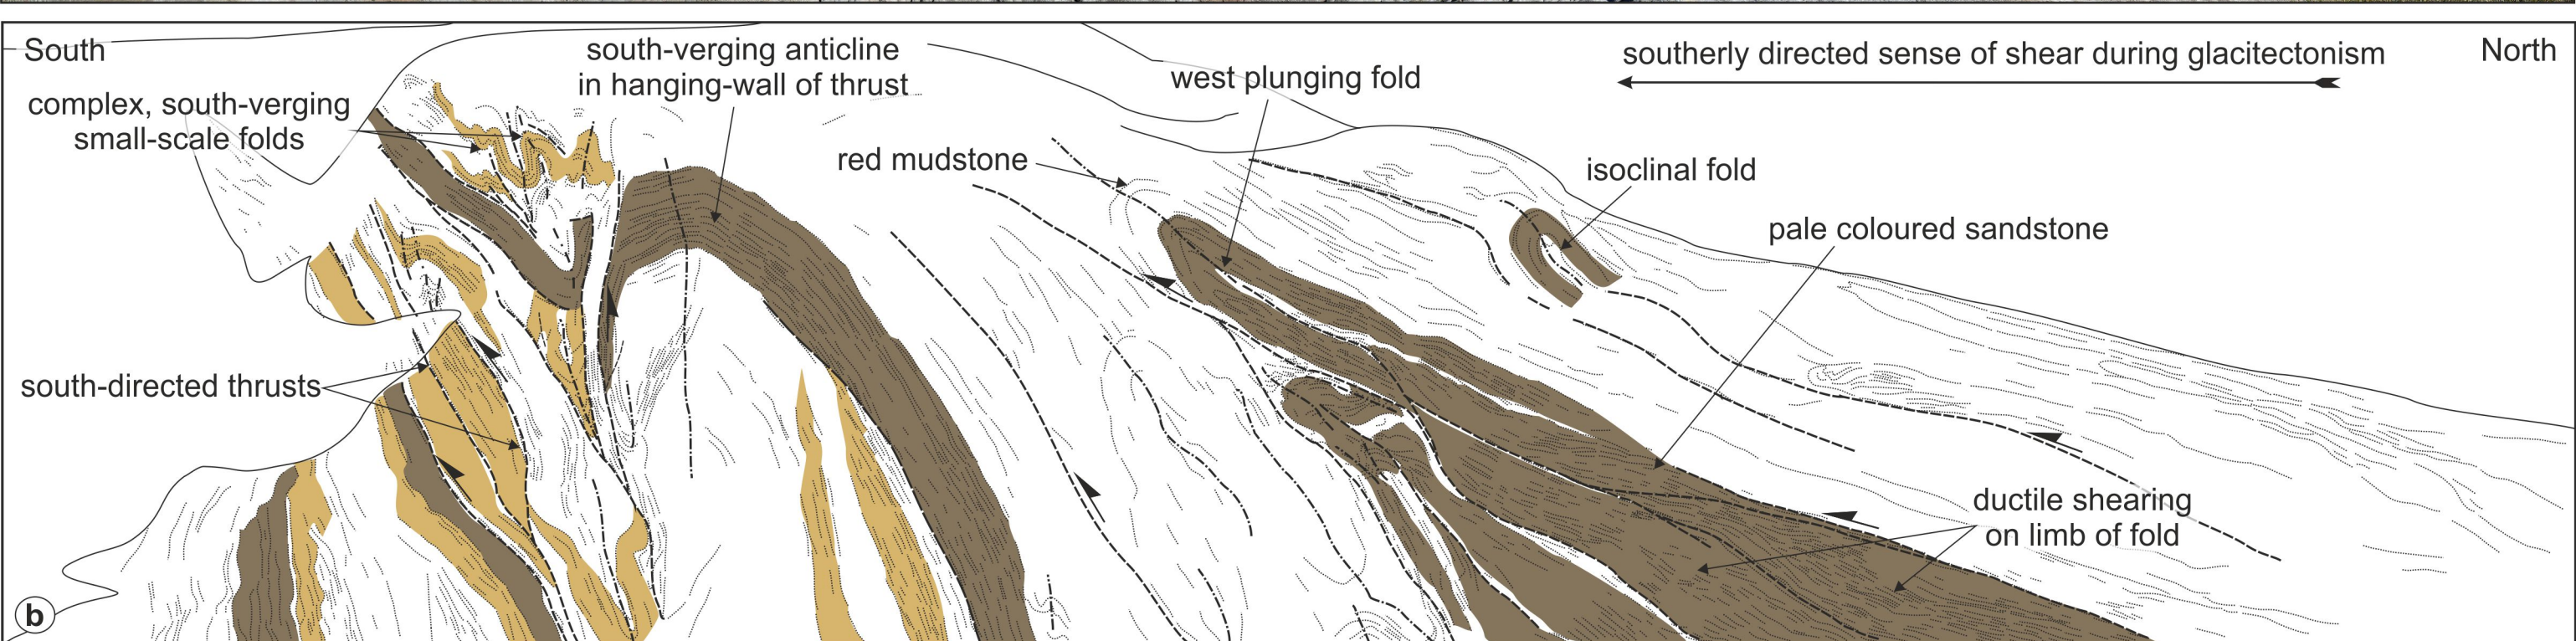 South
south-verging anticline
in hanging-wall of thrust
southerly directed sense of shear during glacitectonism
North
complex, south-verging
small-scale folds
west plunging fold
red mudstone
isoclinal fold
pale coloured sandstone
south-directed thrusts
ductile shearing
on limb of fold
b